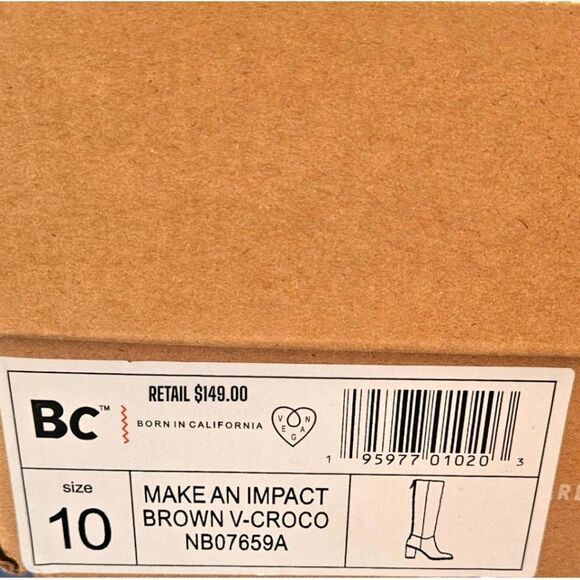 RETAIL $149.00
BC™
BORN IN CALIFORNIA
VEGAN
1 95977 01020 3
size
10
MAKE AN IMPACT
BROWN V-CROCO
NB07659A